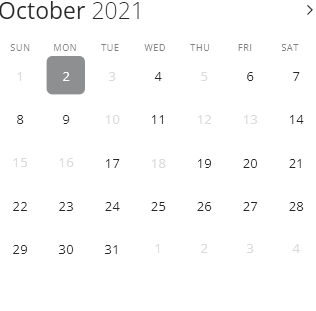 October 2021
SUN MON TUE WED THU FRI SAT
1 2 3 4 5 6 7
8 9 10 11 12 13 14
15 16 17 18 19 20 21
22 23 24 25 26 27 28
29 30 31 1 2 3 4